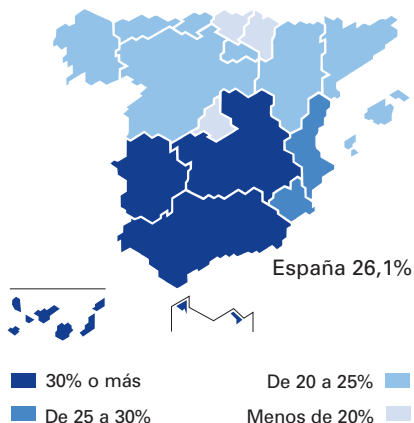 España 26,1%
30% o más
De 20 a 25%
De 25 a 30%
Menos de 20%